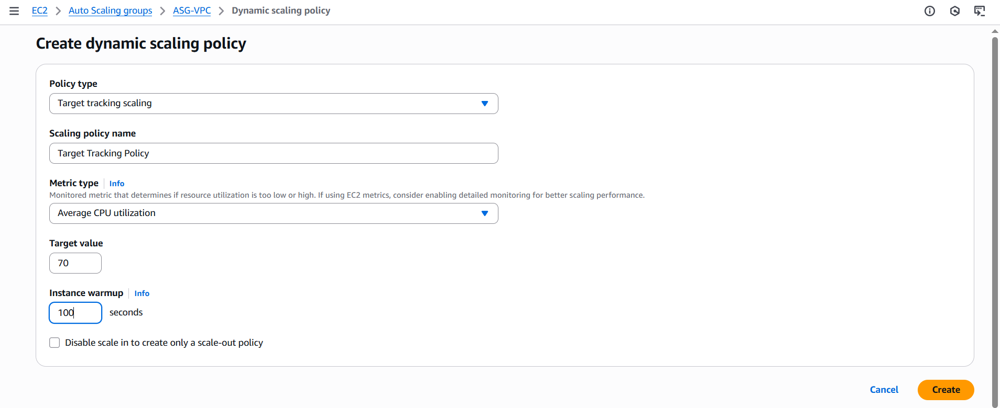 EC2 > Auto Scaling groups > ASG-VPC > Dynamic scaling policy
Create dynamic scaling policy
Policy type
Target tracking scaling
Scaling policy name
Target Tracking Policy
Metric type | Info
Monitored metric that determines if resource utilization is too low or high. If using EC2 metrics, consider enabling detailed monitoring for better scaling performance.
Average CPU utilization
Target value
70
Instance warmup | Info
100 seconds
Disable scale in to create only a scale-out policy
Cancel Create